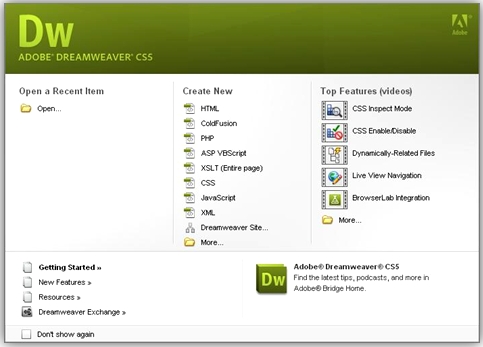 Dw
ADOBE® DREAMWEAVER® CS5
Adobe
Open a Recent Item
Open...
Create New
HTML
ColdFusion
PHP
ASP VBScript
XSLT (Entire page)
CSS
JavaScript
XML
Dreamweaver Site...
More...
Top Features (videos)
CSS Inspect Mode
CSS Enable/Disable
Dynamically-Related Files
Live View Navigation
BrowserLab Integration
More...
Getting Started »
New Features »
Resources »
Dreamweaver Exchange »
Dw
Adobe® Dreamweaver® CS5
Find the latest tips, podcasts, and more in
Adobe® Bridge Home.
Don't show again